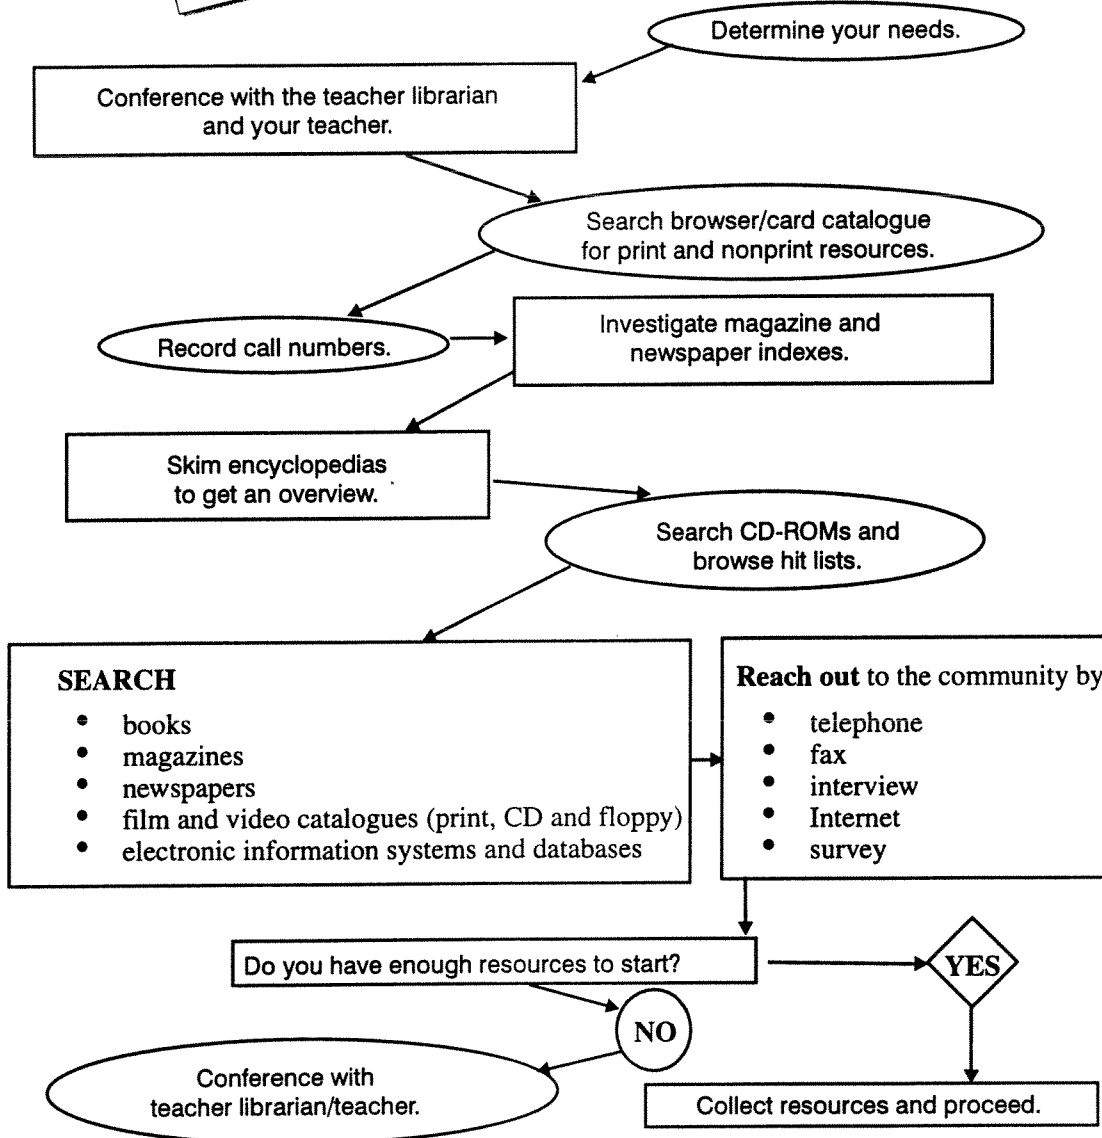 Determine your needs.
Conference with the teacher librarian
and your teacher.
Search browser/card catalogue
for print and nonprint resources.
Record call numbers.
Investigate magazine and
newspaper indexes.
Skim encyclopedias
to get an overview.
Search CD-ROMs and
browse hit lists.
SEARCH
• books
• magazines
• newspapers
• film and video catalogues (print, CD and floppy)
• electronic information systems and databases
Reach out to the community by
• telephone
• fax
• interview
• Internet
• survey
Do you have enough resources to start?
YES
NO
Conference with
teacher librarian/teacher.
Collect resources and proceed.